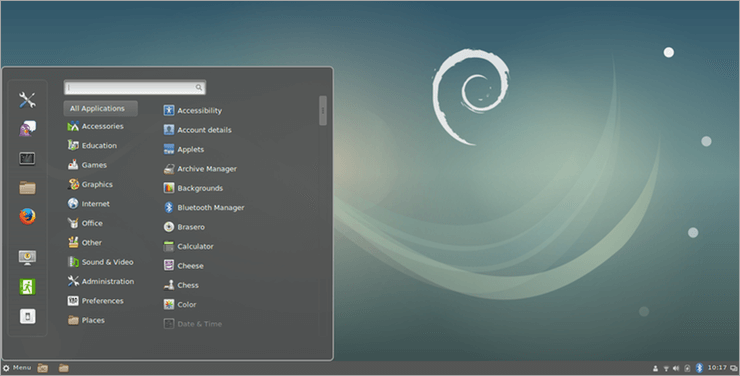 All Applications
Accessories
Education
Games
Graphics
Internet
Office
Other
Sound & Video
Administration
Preferences
Places
Accessibility
Account details
Applets
Archive Manager
Backgrounds
Bluetooth Manager
Brasero
Calculator
Cheese
Chess
Color
Date & Time
Menu
10:17